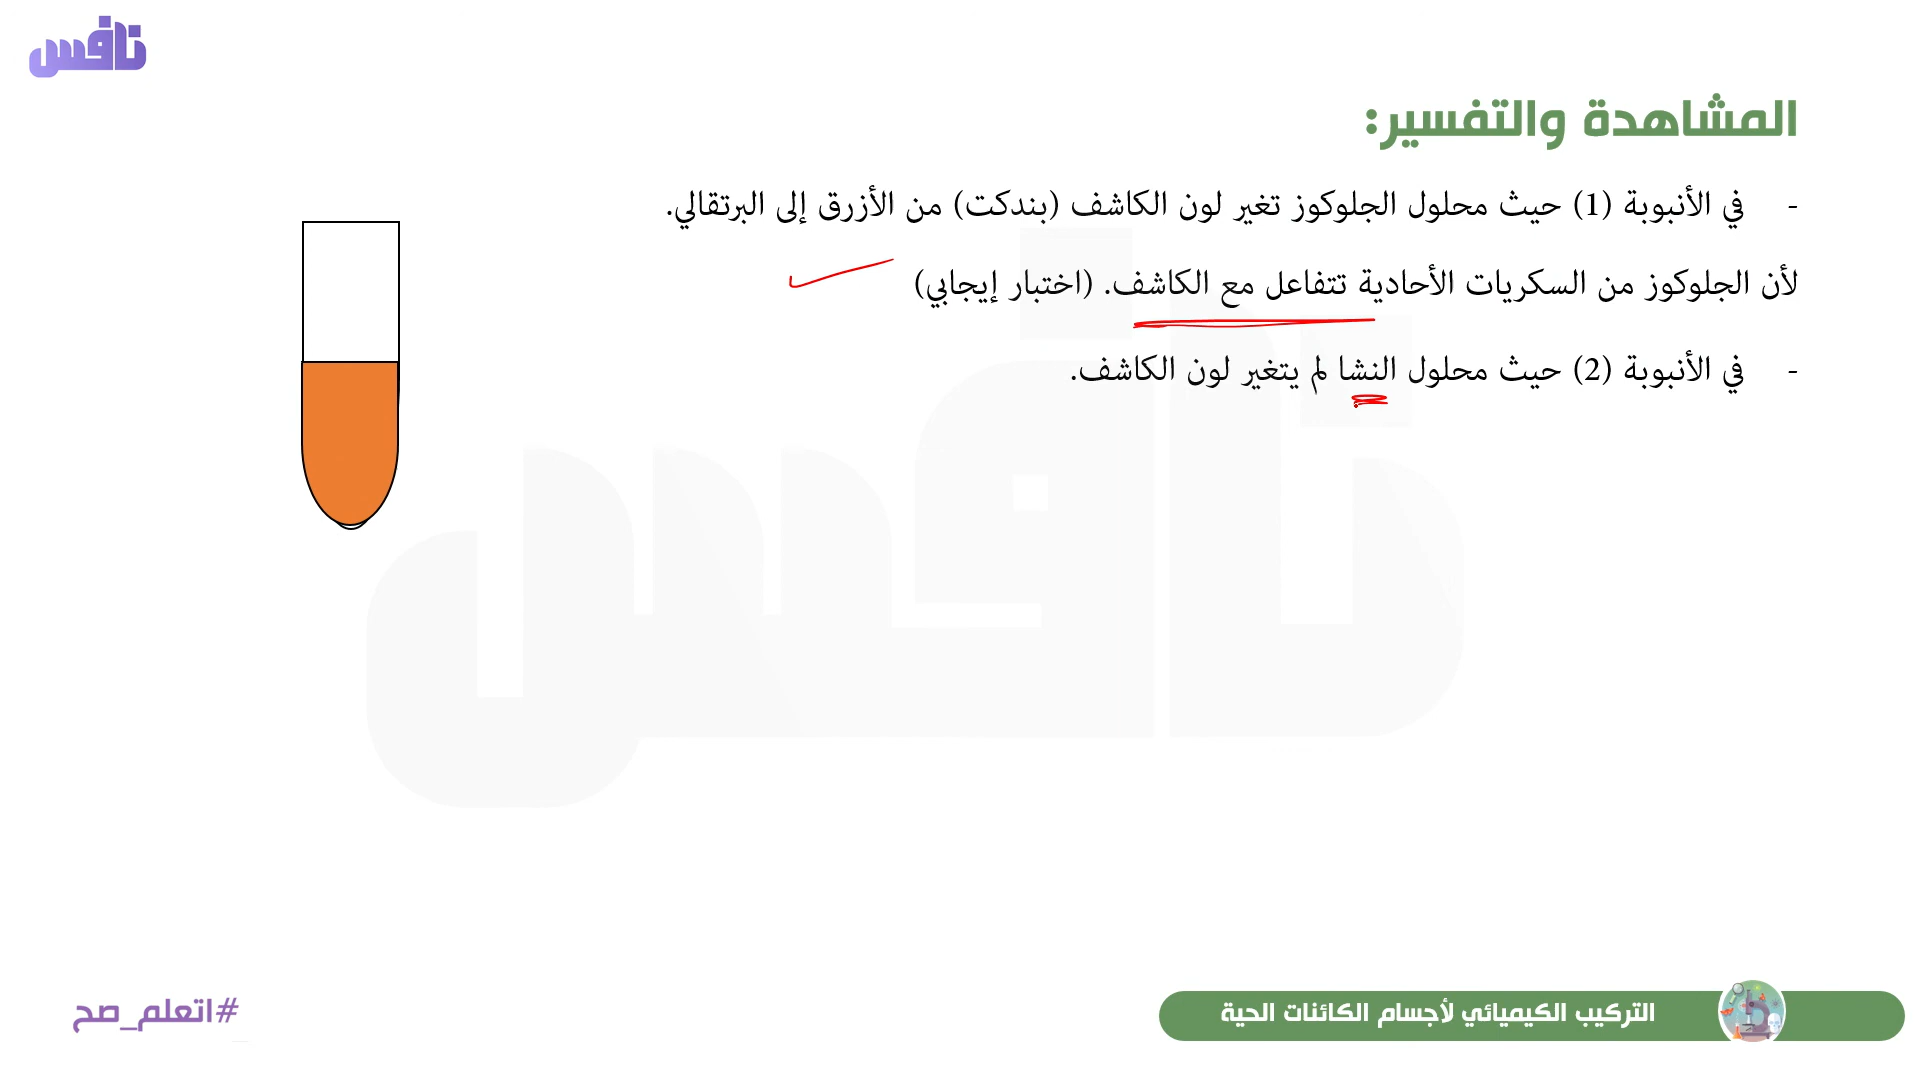 نافس
المشاهدة والتفسير:
- في الأنبوبة (1) حيث محلول الجلوكوز تغير لون الكاشف (بندكت) من الأزرق إلى البرتقالي.
لأن الجلوكوز من السكريات الأحادية تتفاعل مع الكاشف. (اختبار إيجابي)
- في الأنبوبة (2) حيث محلول النشا لم يتغير لون الكاشف.
نافس
التركيب الكيميائي لأجسام الكائنات الحية
#اتعلم_صح